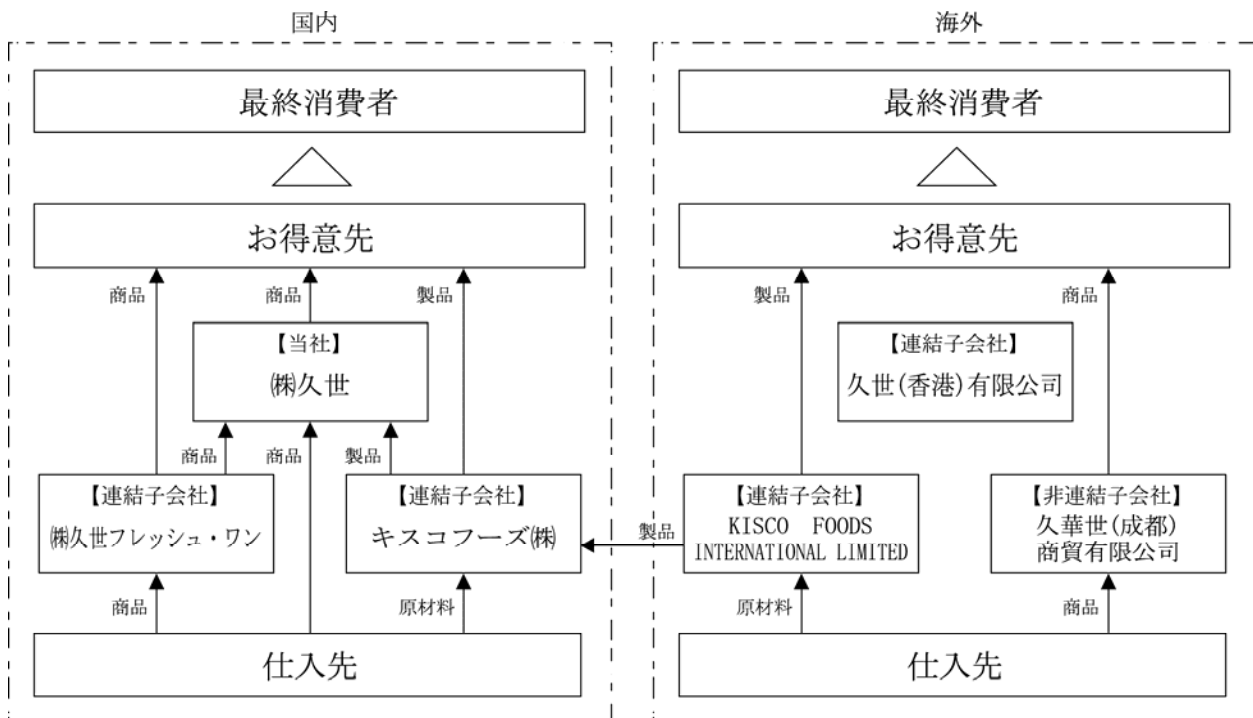 国内
最終消費者
お得意先
商品
商品
製品
【当社】
㈱久世
商品
商品
製品
【連結子会社】
㈱久世フレッシュ・ワン
【連結子会社】
キスコフーズ㈱
商品
原材料
仕入先
製品
海外
最終消費者
お得意先
製品
商品
【連結子会社】
久世(香港)有限公司
【連結子会社】
KISCO FOODS
INTERNATIONAL LIMITED
【非連結子会社】
久華世(成都)
商貿有限公司
原材料
商品
仕入先